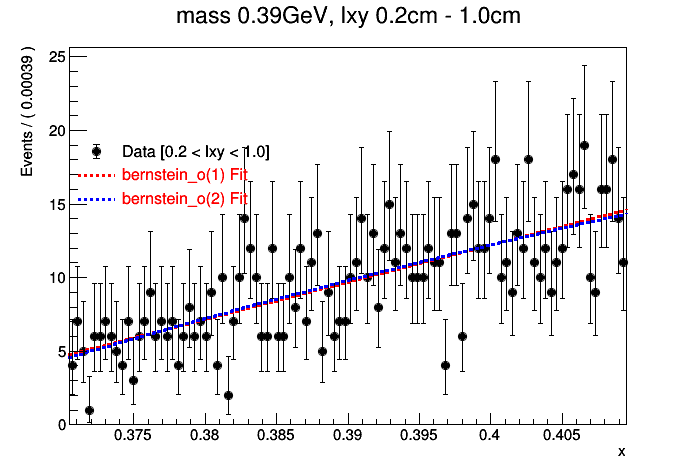 mass 0.39GeV, lxy 0.2cm - 1.0cm
Events / ( 0.00039 )
25
20
15
10
5
0
Data [0.2 < lxy < 1.0]
bernstein_o(1) Fit
bernstein_o(2) Fit
0.375 0.38 0.385 0.39 0.395 0.4 0.405
x